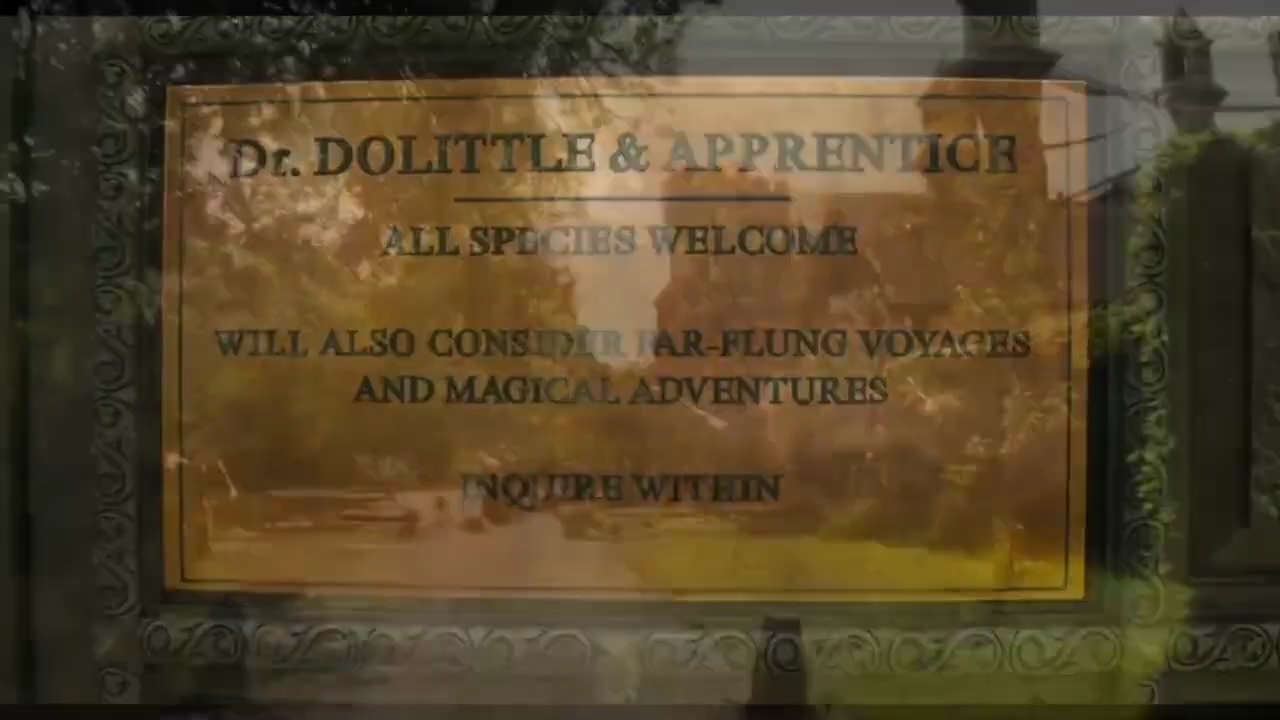 Dr. DOLITTLE & APPRENTICE
ALL SPECIES WELCOME
WILL ALSO CONSIDER FAR-FLUNG VOYAGES
AND MAGICAL ADVENTURES
INQUIRE WITHIN